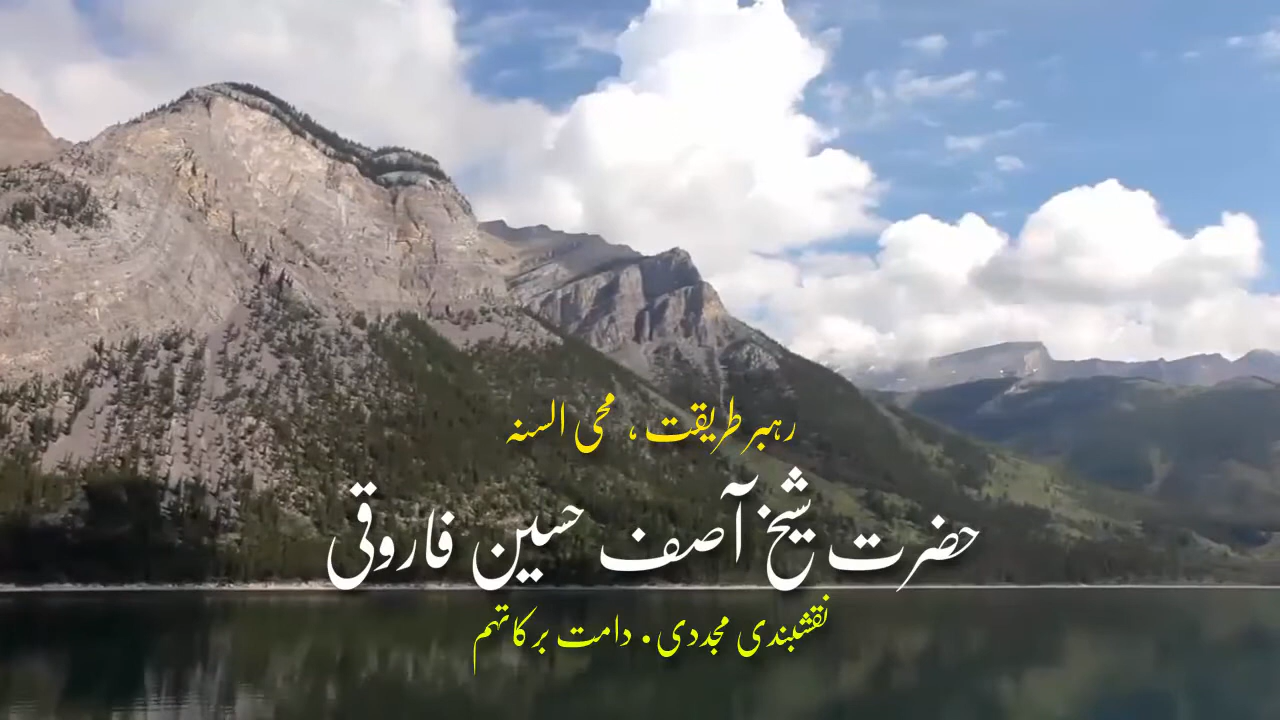 رہبر طریقت، محی السنہ
حضرت شیخ آصف حسین فاروقی
نقشبندی مجددی. دامت برکاتہم